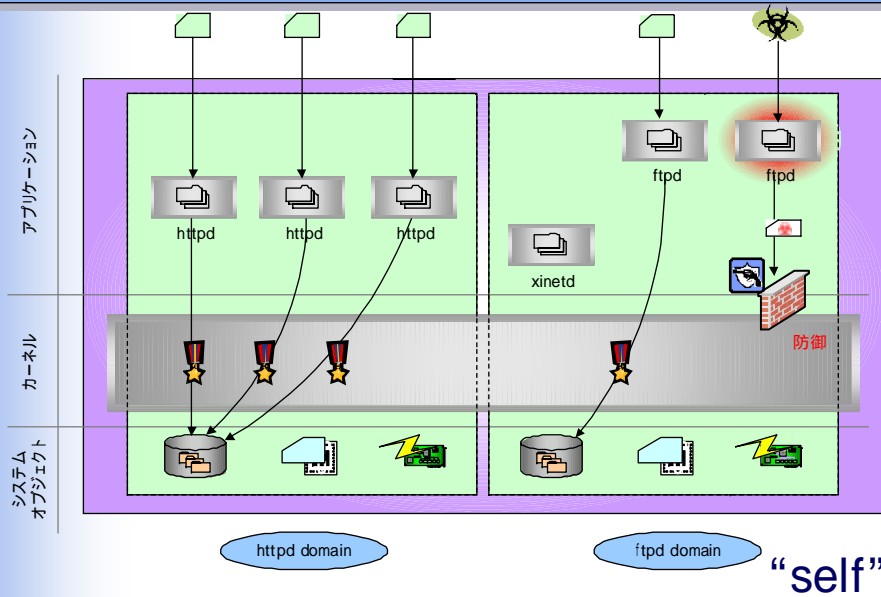 アプリケーション
httpd
httpd
httpd
ftpd
ftpd
xinetd
カーネル
防御
システム
オブジェクト
httpd domain
ftpd domain
“self”